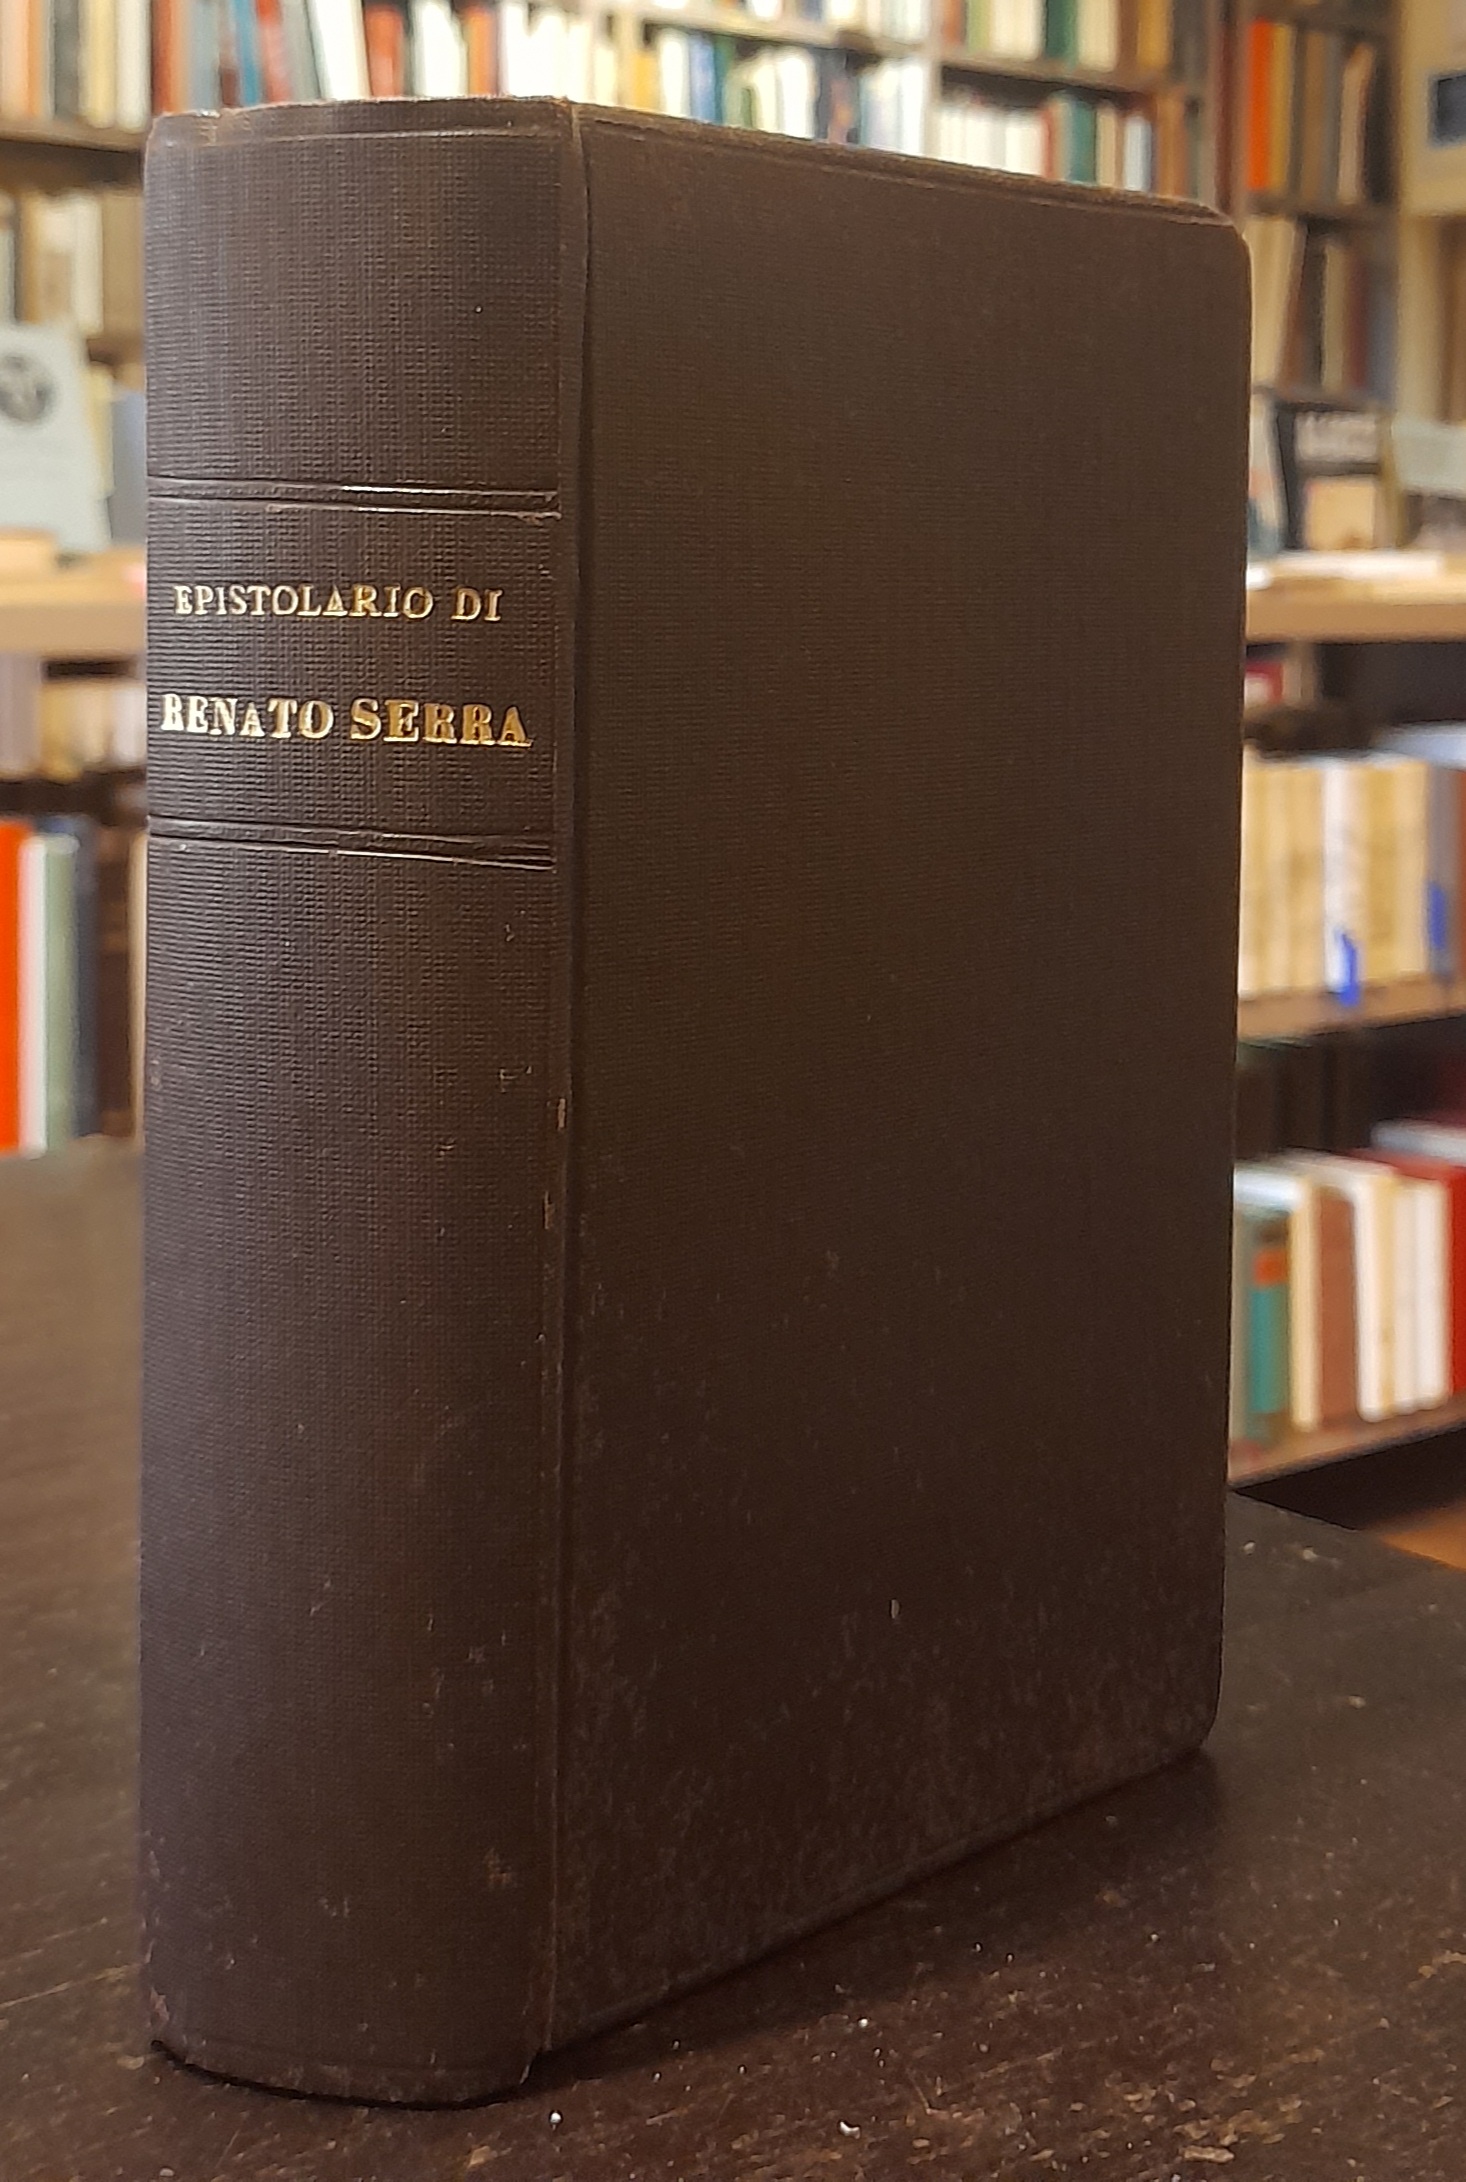 EPISTOLARIO DI
RENATO SERRA